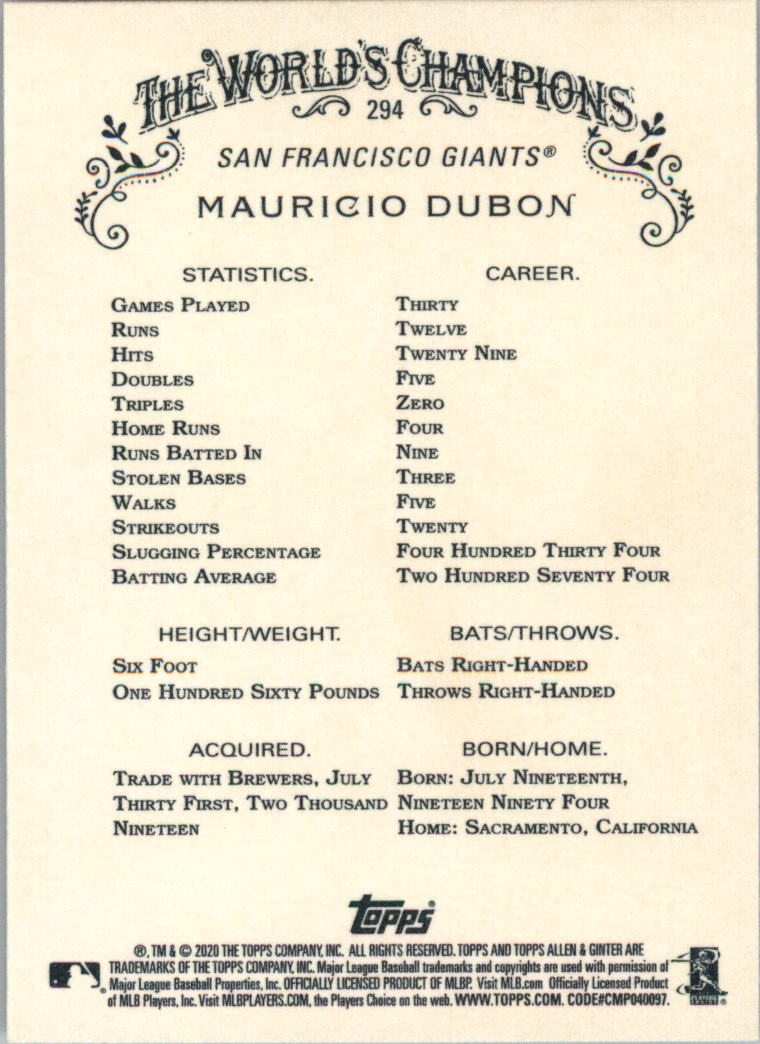 THE WORLD'S CHAMPIONS
294
SAN FRANCISCO GIANTS®
MAURICIO DUBON
STATISTICS. CAREER.
GAMES PLAYED THIRTY
RUNS TWELVE
HITS TWENTY NINE
DOUBLES FIVE
TRIPLES ZERO
HOME RUNS FOUR
RUNS BATTED IN NINE
STOLEN BASES THREE
WALKS FIVE
STRIKEOUTS TWENTY
SLUGGING PERCENTAGE FOUR HUNDRED THIRTY FOUR
BATTING AVERAGE TWO HUNDRED SEVENTY FOUR
HEIGHT/WEIGHT. BATS/THROWS.
SIX FOOT BATS RIGHT-HANDED
ONE HUNDRED SIXTY POUNDS THROWS RIGHT-HANDED
ACQUIRED. BORN/HOME.
TRADE WITH BREWERS, JULY BORN: JULY NINETEENTH,
THIRTY FIRST, TWO THOUSAND NINETEEN NINETY FOUR
NINETEEN HOME: SACRAMENTO, CALIFORNIA
topps®
®, TM & © 2020 THE TOPPS COMPANY, INC. ALL RIGHTS RESERVED. TOPPS AND TOPPS ALLEN & GINTER ARE
TRADEMARKS OF THE TOPPS COMPANY, INC. Major League Baseball trademarks and copyrights are used with permission of
Major League Baseball Properties, Inc. OFFICIALLY LICENSED PRODUCT OF MLBP. Visit MLB.com Officially Licensed Product
of MLB Players, Inc. Visit MLBPLAYERS.COM, the Players Choice on the web. WWW.TOPPS.COM. CODE#CMP040097.